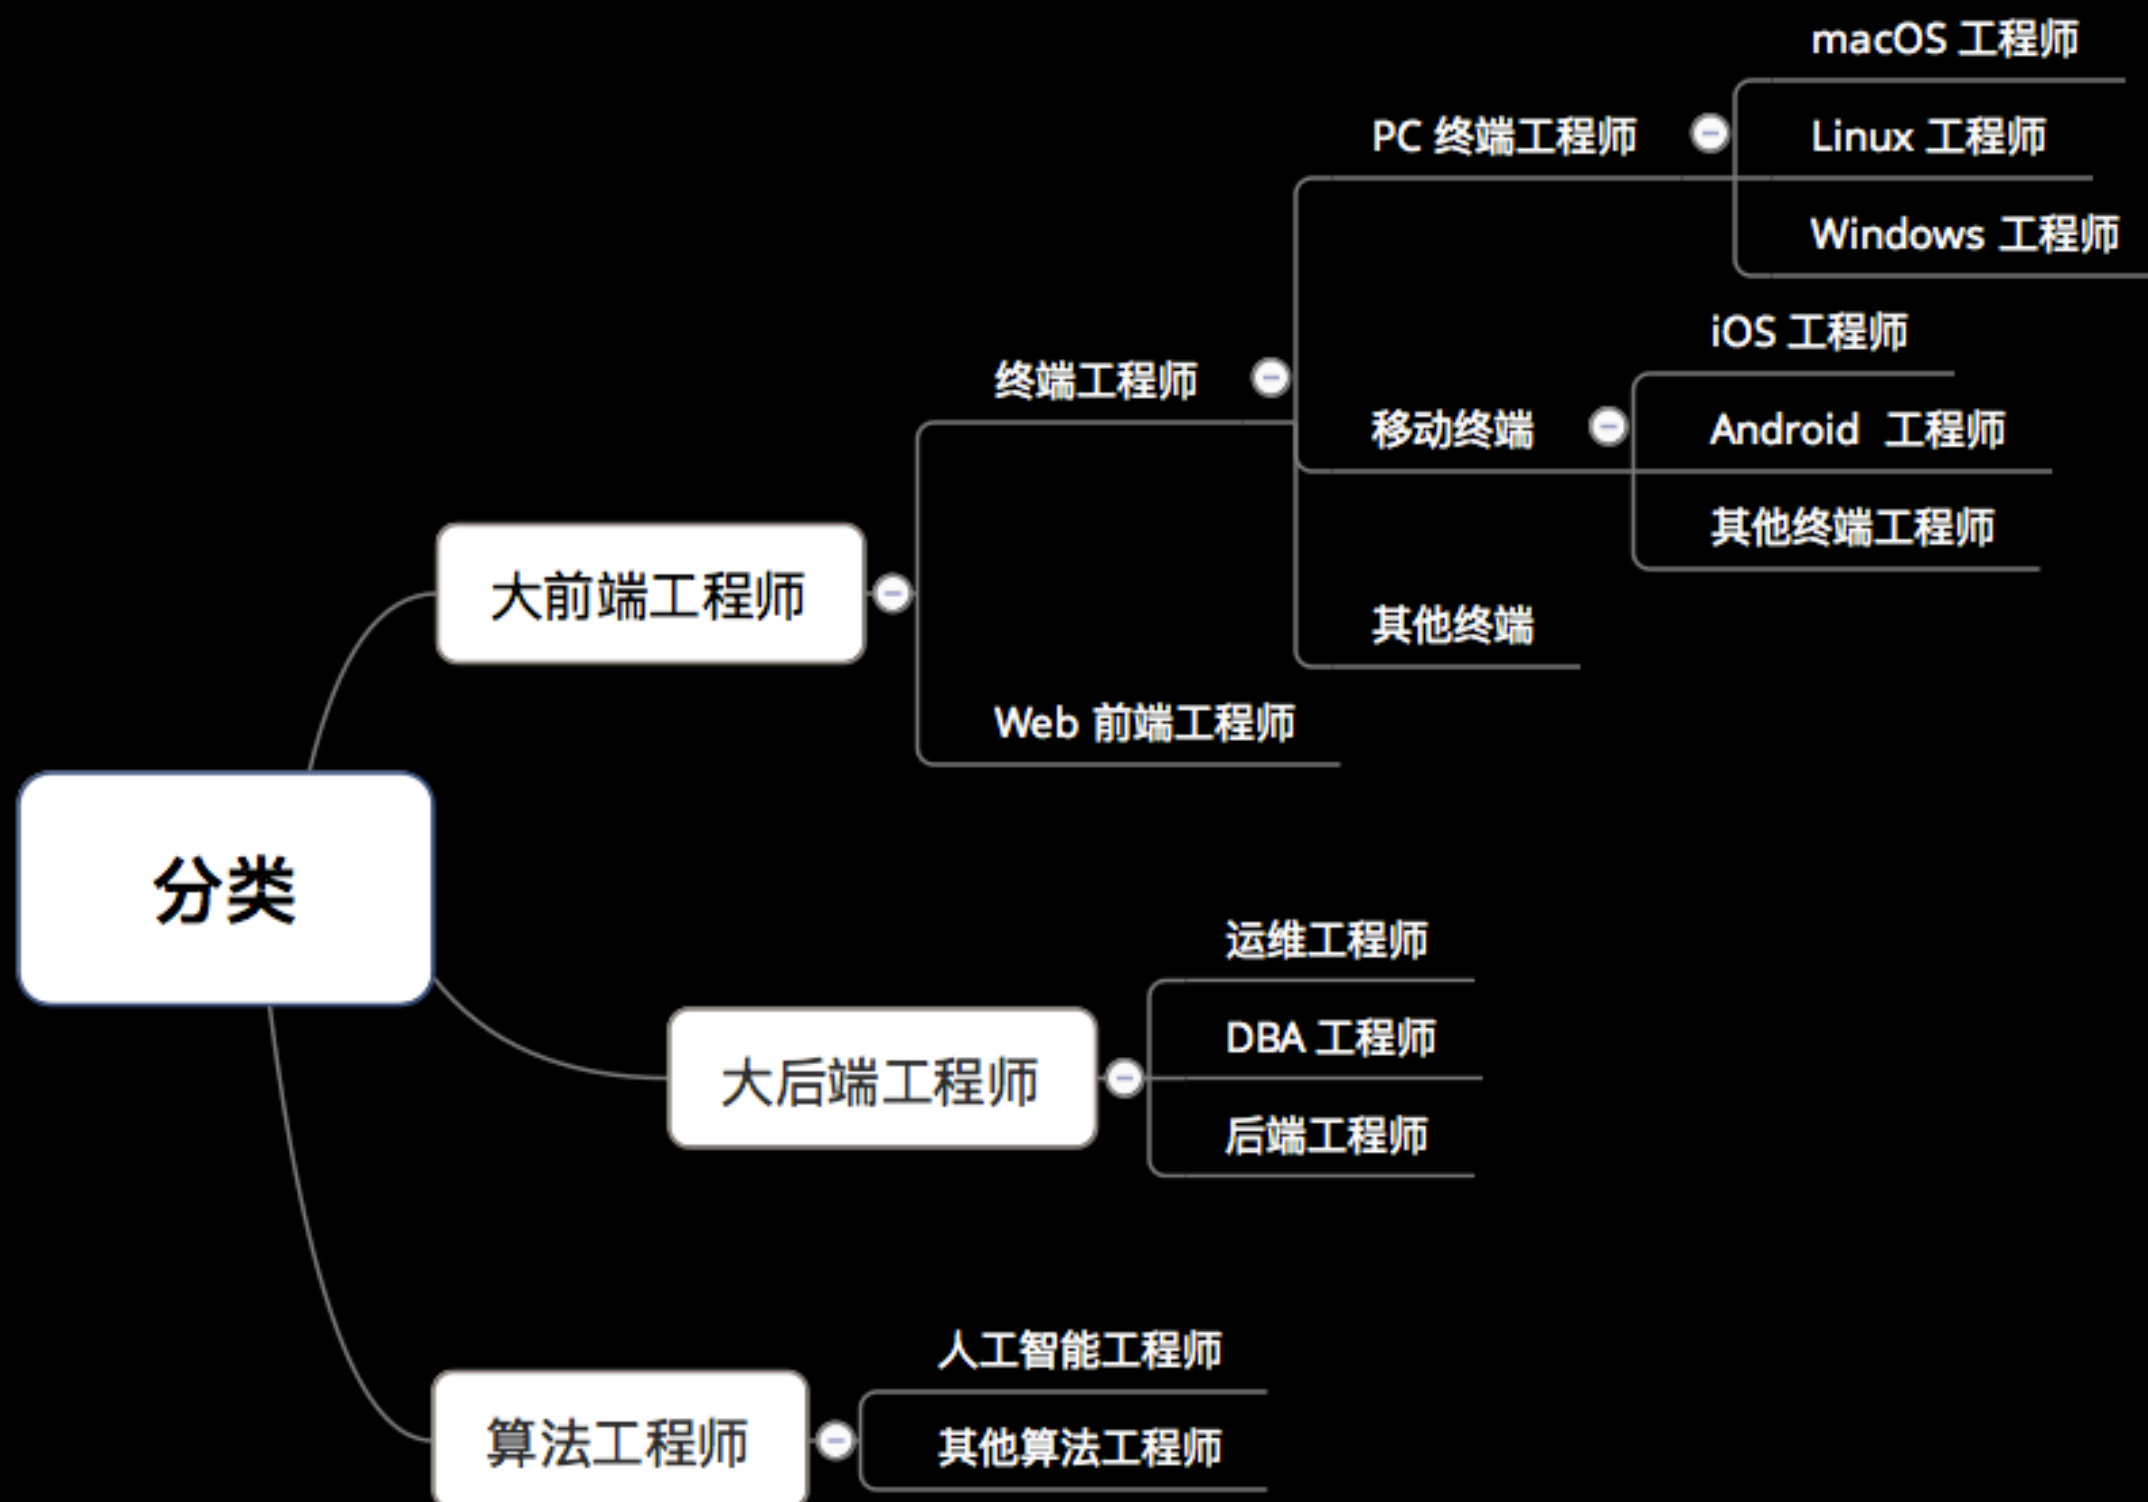 macOS 工程师
PC 终端工程师
Linux 工程师
Windows 工程师
iOS 工程师
终端工程师
移动终端
Android 工程师
其他终端工程师
大前端工程师
其他终端
Web 前端工程师
分类
运维工程师
DBA 工程师
大后端工程师
后端工程师
人工智能工程师
算法工程师
其他算法工程师